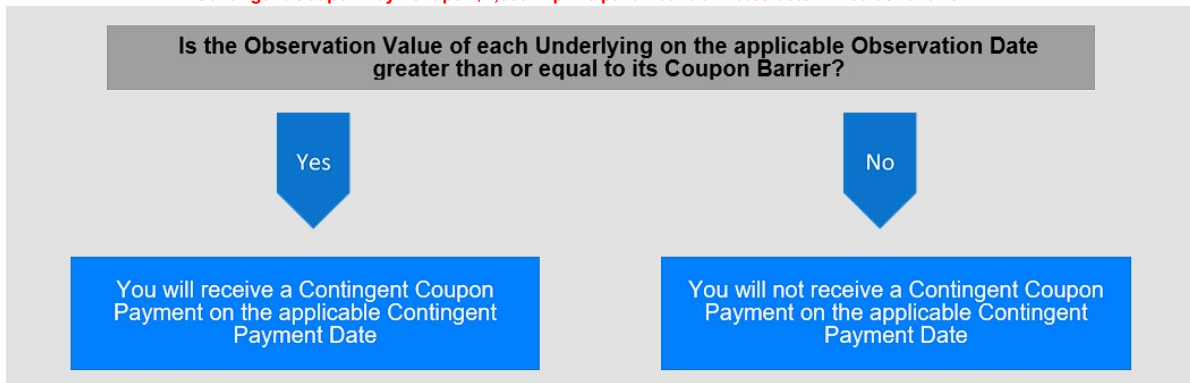 Is the Observation Value of each Underlying on the applicable Observation Date
greater than or equal to its Coupon Barrier?
Yes
No
You will receive a Contingent Coupon
Payment on the applicable Contingent
Payment Date
You will not receive a Contingent Coupon
Payment on the applicable Contingent
Payment Date